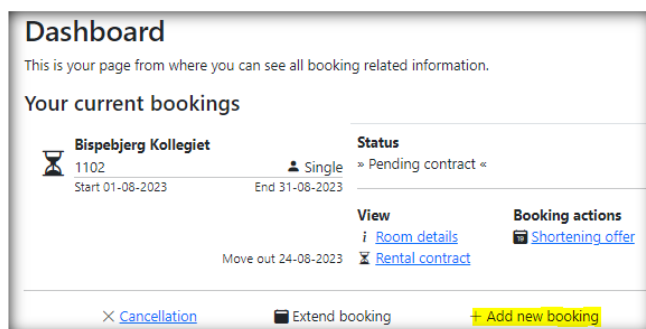 Dashboard
This is your page from where you can see all booking related information.
Your current bookings
Bispebjerg Kollegiet
1102 Single
Start 01-08-2023 End 31-08-2023
Move out 24-08-2023
Status
» Pending contract «
View
Room details
Rental contract
Booking actions
Shortening offer
Cancellation Extend booking + Add new booking